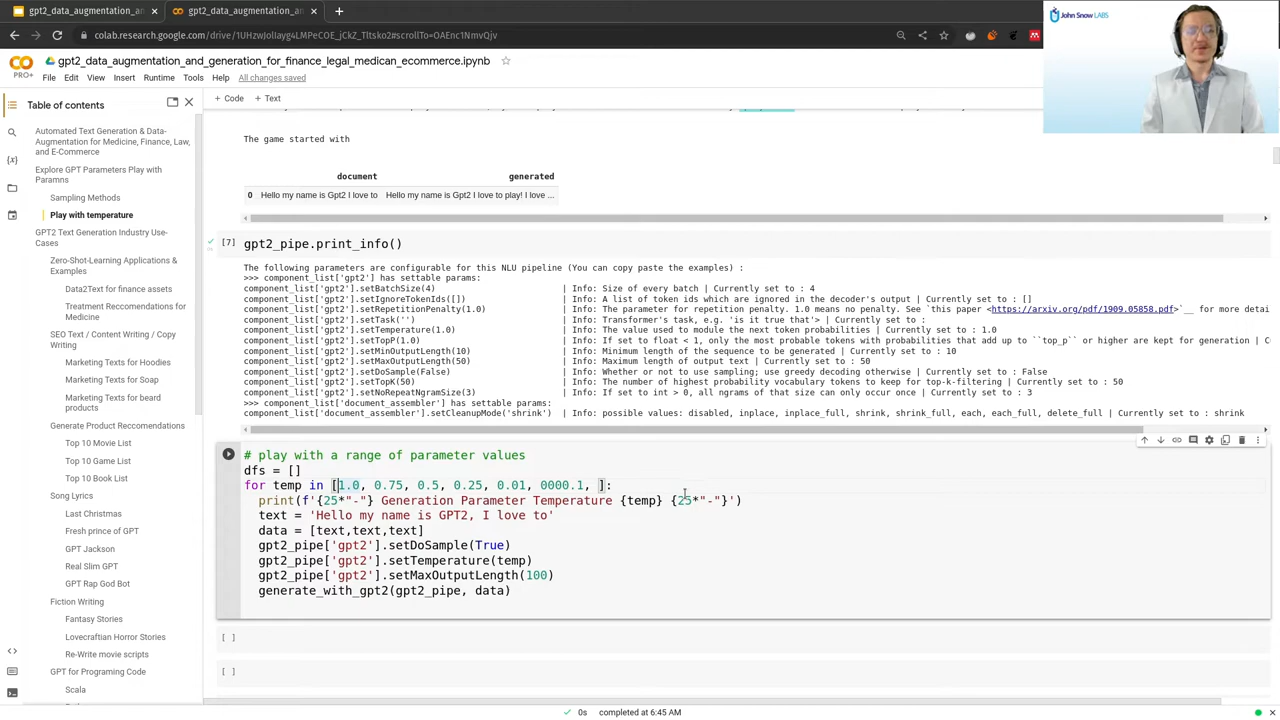 gpt2_data_augmentation_and
gpt2_data_augmentation_and
colab.research.google.com/drive/
gpt2_data_augmentation_and_generation_for_finance_legal_medican_ecommerce.ipynb
PRO+
File Edit View Insert Runtime Tools Help All changes saved
John Snow LABS
Table of contents
+ Code + Text
Automated Text Generation & Data-
Augmentation for Medicine, Finance, Law,
and E-Commerce
Explore GPT Parameters Play with
Paramns
Sampling Methods
Play with temperature
GPT2 Text Generation Industry Use-
Cases
Zero-Shot-Learning Applications &
Examples
Data2Text for finance assets
Treatment Reccomendations for
Medicine
SEO Text / Content Writing / Copy
Writing
Marketing Texts for Hoodies
Marketing Texts for Soap
Marketing Texts for beard
products
Generate Product Reccomendations
Top 10 Movie List
Top 10 Game List
Top 10 Book List
Song Lyrics
Last Christmas
Fresh prince of GPT
GPT Jackson
Real Slim GPT
GPT Rap God Bot
Fiction Writing
Fantasy Stories
Lovecraftian Horror Stories
Re-Write movie scripts
GPT for Programing Code
Scala
The game started with
document generated
0 Hello my name is Gpt2 I love to Hello my name is Gpt2 I love to play! I love ...
[7] gpt2_pipe.print_info()
The following parameters are configurable for this NLU pipeline (You can copy paste the examples) :
>>> component_list['gpt2'] has settable params:
component_list['gpt2'].setBatchSize(4) | Info: Size of every batch | Currently set to : 4
component_list['gpt2'].setIgnoreTokenIds([]) | Info: A list of token ids which are ignored in the decoder's output | Currently set to : []
component_list['gpt2'].setRepetitionPenalty(1.0) | Info: The parameter for repetition penalty. 1.0 means no penalty. See `this paper <https://arxiv.org/pdf/1909.05858.pdf>`__ for more detai
component_list['gpt2'].setTask('') | Info: Transformer's task, e.g. 'is it true that'> | Currently set to :
component_list['gpt2'].setTemperature(1.0) | Info: The value used to module the next token probabilities | Currently set to : 1.0
component_list['gpt2'].setTopP(1.0) | Info: If set to float < 1, only the most probable tokens with probabilities that add up to ``top_p`` or higher are kept for generation | C
component_list['gpt2'].setMinOutputLength(10) | Info: Minimum length of the sequence to be generated | Currently set to : 10
component_list['gpt2'].setMaxOutputLength(50) | Info: Maximum length of output text | Currently set to : 50
component_list['gpt2'].setDoSample(False) | Info: Whether or not to use sampling; use greedy decoding otherwise | Currently set to : False
component_list['gpt2'].setTopK(50) | Info: The number of highest probability vocabulary tokens to keep for top-k-filtering | Currently set to : 50
component_list['gpt2'].setNoRepeatNgramSize(3) | Info: If set to int > 0, all ngrams of that size can only occur once | Currently set to : 3
>>> component_list['document_assembler'] has settable params:
component_list['document_assembler'].setCleanupMode('shrink') | Info: possible values: disabled, inplace, inplace_full, shrink, shrink_full, each, each_full, delete_full | Currently set to : shrink
# play with a range of parameter values
dfs = []
for temp in [1.0, 0.75, 0.5, 0.25, 0.01, 0000.1, ]:
print(f'{25*"-"} Generation Parameter Temperature {temp} {25*"-"}')
text = 'Hello my name is GPT2, I love to'
data = [text,text,text]
gpt2_pipe['gpt2'].setDoSample(True)
gpt2_pipe['gpt2'].setTemperature(temp)
gpt2_pipe['gpt2'].setMaxOutputLength(100)
generate_with_gpt2(gpt2_pipe, data)
[ ]
[ ]
0s completed at 6:45 AM